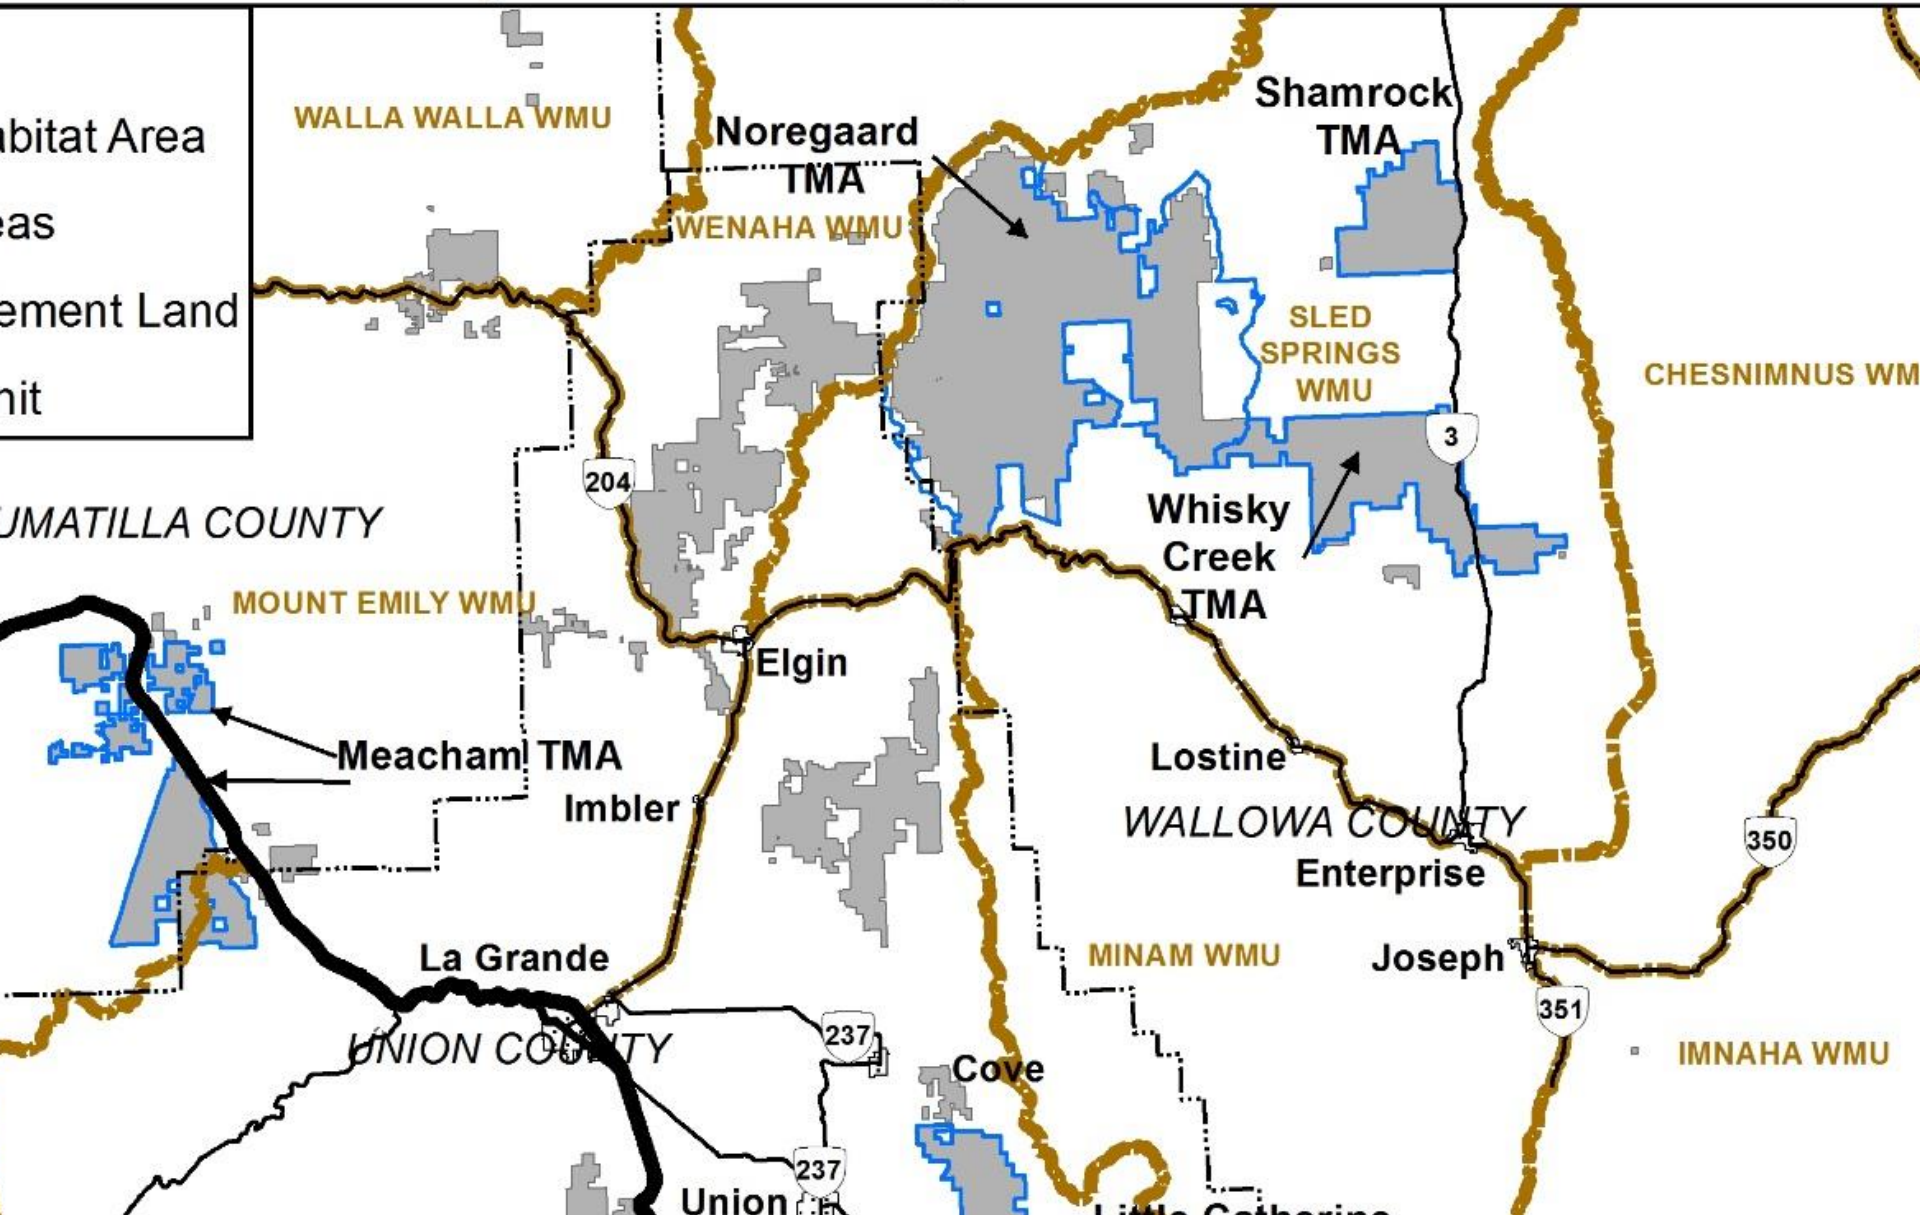 abitat Area
eas
ement Land
nit
WALLA WALLA WMU
Noregaard
TMA
WENAHA WMU
Shamrock
TMA
SLED
SPRINGS
WMU
CHESNIMNUS WM
3
204
UMATILLA COUNTY
MOUNT EMILY WMU
Whisky
Creek
TMA
Elgin
Meacham TMA
Imbler
Lostine
WALLOWA COUNTY
Enterprise
350
La Grande
MINAM WMU
Joseph
351
UNION COUNTY
237
Cove
IMNAHA WMU
237
Union
Little Catherine